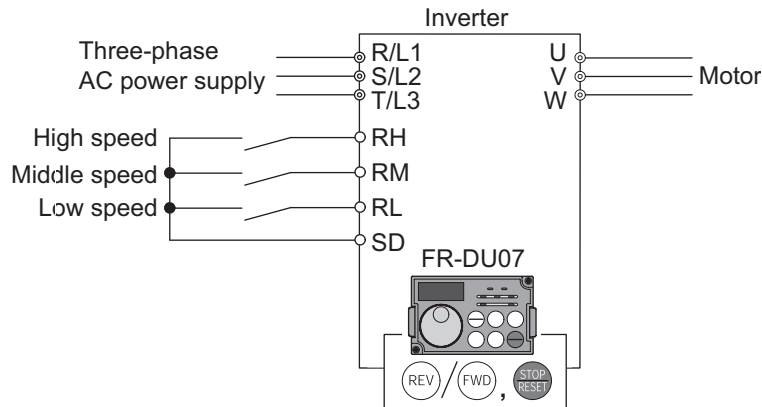 Inverter
Three-phase
AC power supply
R/L1
S/L2
T/L3
U
V
W
Motor
High speed
RH
Middle speed
RM
Low speed
RL
SD
FR-DU07
REV / FWD , STOP
RESET